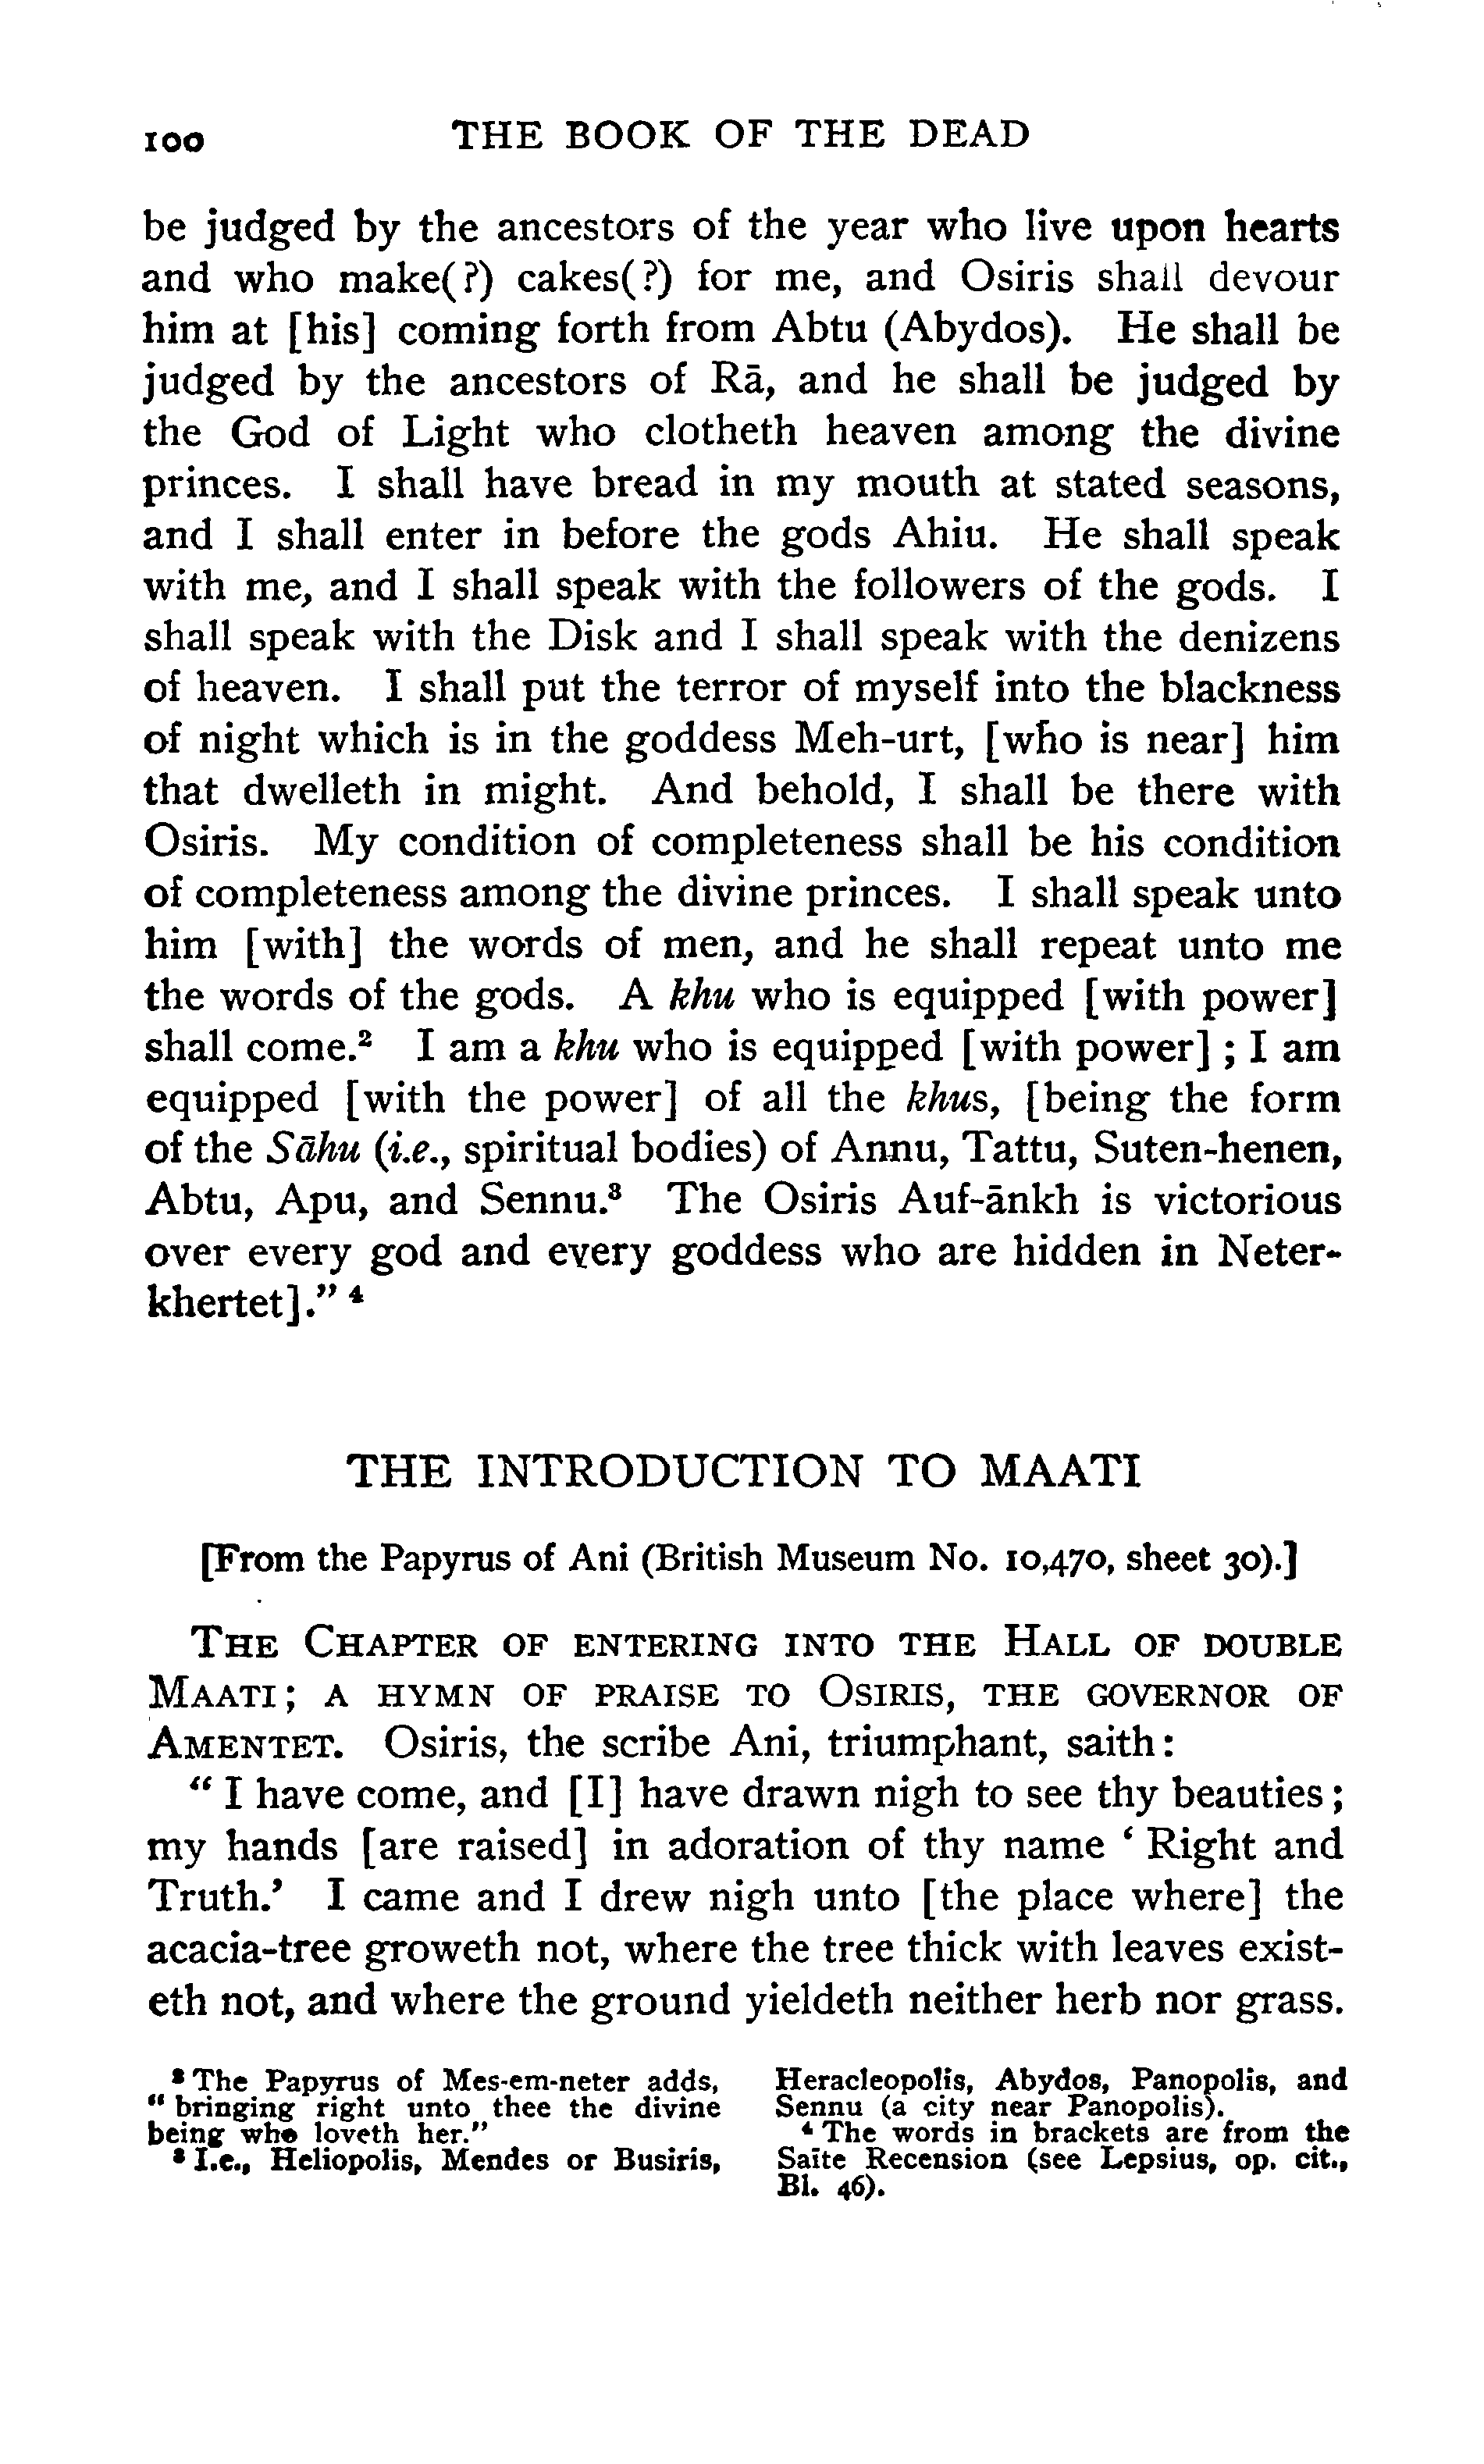 100 THE BOOK OF THE DEAD
be judged by the ancestors of the year who live upon hearts
and who make(?) cakes(?) for me, and Osiris shall devour
him at [his] coming forth from Abtu (Abydos). He shall be
judged by the ancestors of Rā, and he shall be judged by
the God of Light who clotheth heaven among the divine
princes. I shall have bread in my mouth at stated seasons,
and I shall enter in before the gods Ahiu. He shall speak
with me, and I shall speak with the followers of the gods. I
shall speak with the Disk and I shall speak with the denizens
of heaven. I shall put the terror of myself into the blackness
of night which is in the goddess Meh-urt, [who is near] him
that dwelleth in might. And behold, I shall be there with
Osiris. My condition of completeness shall be his condition
of completeness among the divine princes. I shall speak unto
him [with] the words of men, and he shall repeat unto me
the words of the gods. A khu who is equipped [with power]
shall come.² I am a khu who is equipped [with power] ; I am
equipped [with the power] of all the khus, [being the form
of the Sāhu (i.e., spiritual bodies) of Annu, Tattu, Suten-henen,
Abtu, Apu, and Sennu.³ The Osiris Auf-ānkh is victorious
over every god and every goddess who are hidden in Neter-
khertet]." ⁴
THE INTRODUCTION TO MAATI
[From the Papyrus of Ani (British Museum No. 10,470, sheet 30).]
THE CHAPTER OF ENTERING INTO THE HALL OF DOUBLE
MAATI; A HYMN OF PRAISE TO OSIRIS, THE GOVERNOR OF
AMENTET. Osiris, the scribe Ani, triumphant, saith:
"I have come, and [I] have drawn nigh to see thy beauties;
my hands [are raised] in adoration of thy name 'Right and
Truth.' I came and I drew nigh unto [the place where] the
acacia-tree groweth not, where the tree thick with leaves exist-
eth not, and where the ground yieldeth neither herb nor grass.
² The Papyrus of Mes-em-neter adds,
"bringing right unto thee the divine
being who loveth her."
³ I.e., Heliopolis, Mendes or Busiris,
Heracleopolis, Abydos, Panopolis, and
Sennu (a city near Panopolis).
⁴ The words in brackets are from the
Saïte Recension (see Lepsius, op. cit.,
Bl. 46).